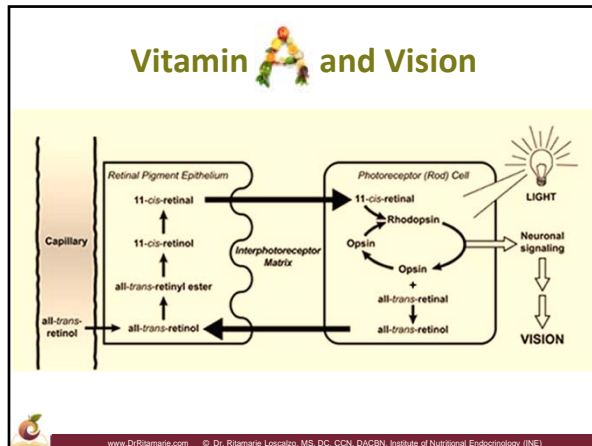 Vitamin A and Vision
Retinal Pigment Epithelium
11-cis-retinal
11-cis-retinol
all-trans-retinyl ester
all-trans-retinol
Capillary
all-trans-
retinol
Interphotoreceptor
Matrix
Photoreceptor (Rod) Cell
11-cis-retinal
Rhodopsin
Opsin
Opsin
+
all-trans-retinal
all-trans-retinol
LIGHT
Neuronal
signaling
VISION
www.DrRitamarie.com © Dr. Ritamarie Loscalzo, MS, DC, CCN, DACBN, Institute of Nutritional Endocrinology (INE)